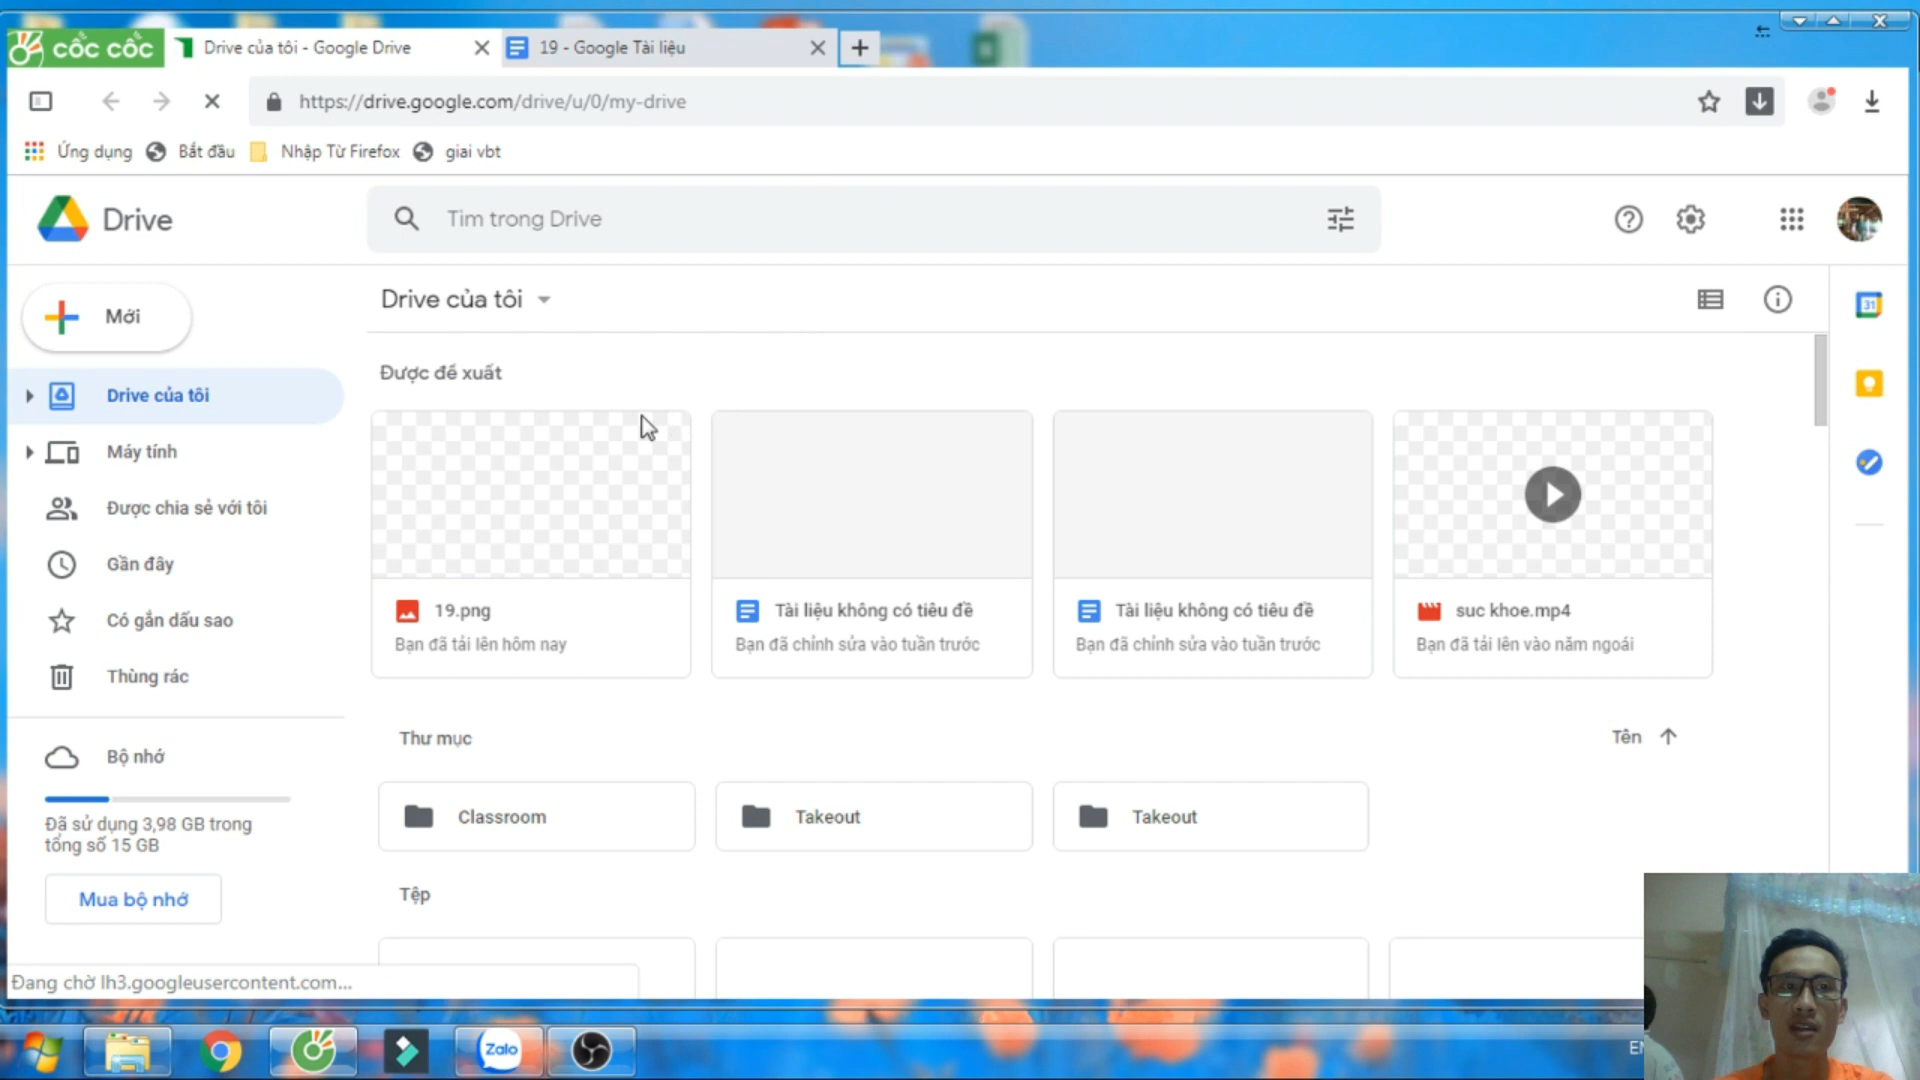 cốc cốc
Drive của tôi - Google Drive
19 - Google Tài liệu
https://drive.google.com/drive/u/0/my-drive
Ứng dụng
Bắt đầu
Nhập Từ Firefox
giai vbt
Drive
Tìm trong Drive
Mới
Drive của tôi
31
Drive của tôi
Máy tính
Được chia sẻ với tôi
Gần đây
Có gắn dấu sao
Thùng rác
Bộ nhớ
Đã sử dụng 3,98 GB trong
tổng số 15 GB
Mua bộ nhớ
Được đề xuất
19.png
Bạn đã tải lên hôm nay
Tài liệu không có tiêu đề
Bạn đã chỉnh sửa vào tuần trước
Tài liệu không có tiêu đề
Bạn đã chỉnh sửa vào tuần trước
suc khoe.mp4
Bạn đã tải lên vào năm ngoái
Thư mục
Tên
Classroom
Takeout
Takeout
Tệp
Đang chờ lh3.googleusercontent.com...
Zalo